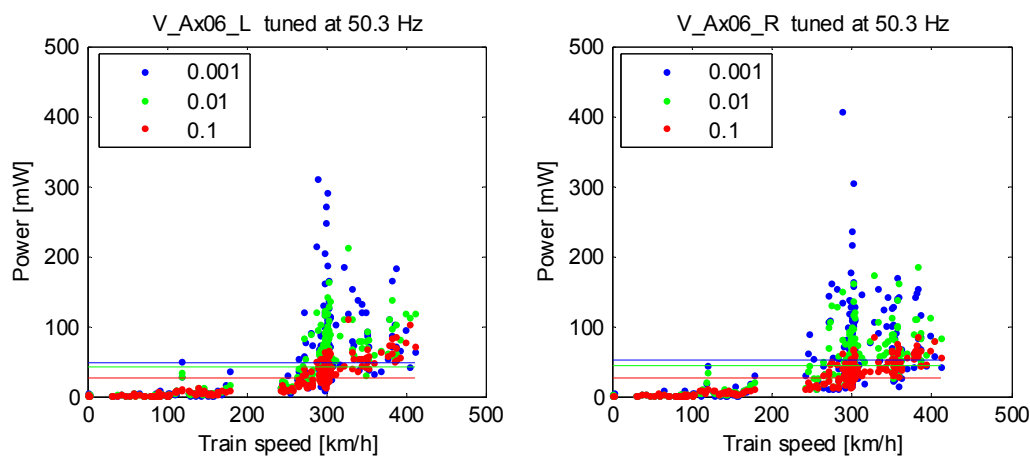 V_Ax06_L tuned at 50.3 Hz
500
400
300
200
100
0
Power [mW]
0.001
0.01
0.1
0 100 200 300 400 500
Train speed [km/h]
V_Ax06_R tuned at 50.3 Hz
500
400
300
200
100
0
Power [mW]
0.001
0.01
0.1
0 100 200 300 400 500
Train speed [km/h]